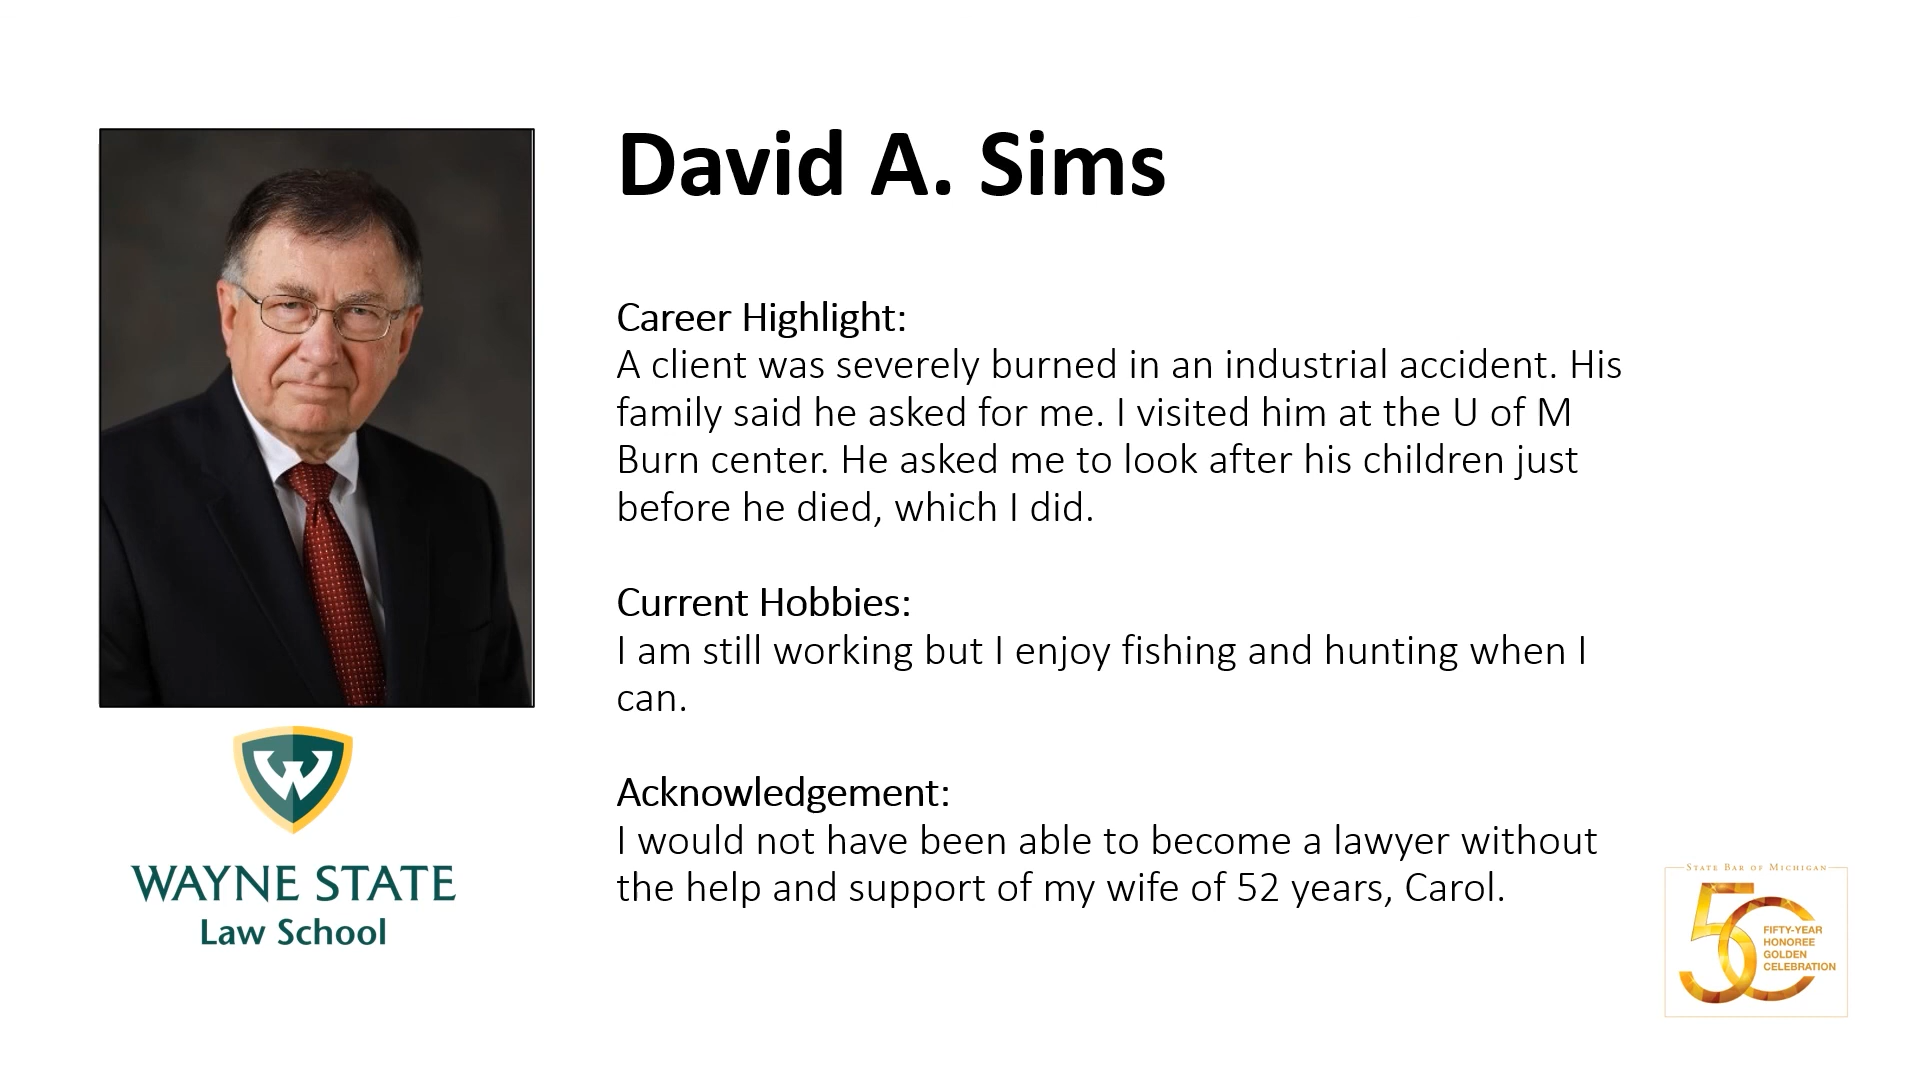 David A. Sims
Career Highlight:
A client was severely burned in an industrial accident. His
family said he asked for me. I visited him at the U of M
Burn center. He asked me to look after his children just
before he died, which I did.
Current Hobbies:
I am still working but I enjoy fishing and hunting when I
can.
Acknowledgement:
I would not have been able to become a lawyer without
the help and support of my wife of 52 years, Carol.
W
WAYNE STATE
Law School
STATE BAR OF MICHIGAN
50
FIFTY-YEAR
HONOREE
GOLDEN
CELEBRATION